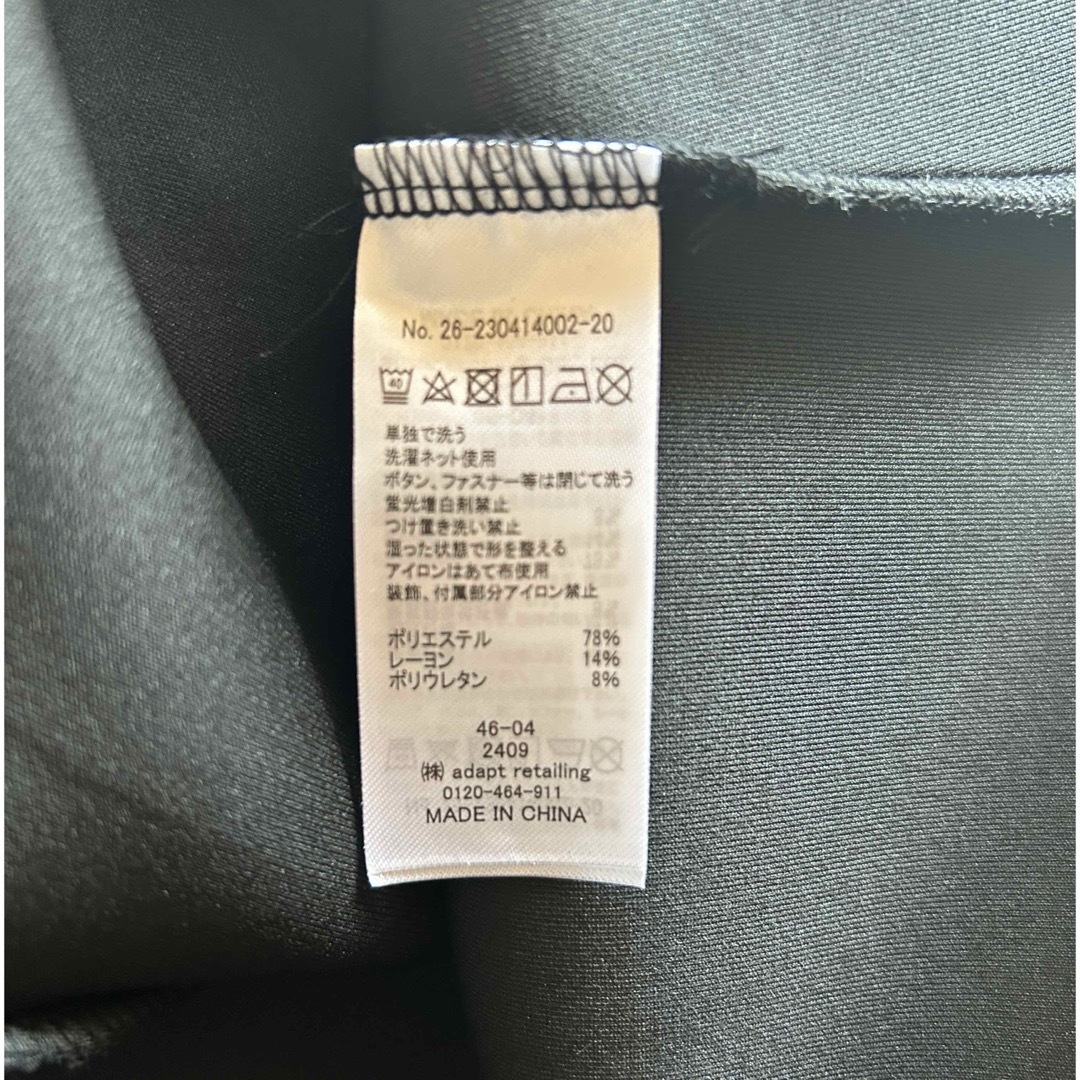 No. 26-230414002-20
40
単独で洗う
洗濯ネット使用
ボタン、ファスナー等は閉じて洗う
蛍光増白剤禁止
つけ置き洗い禁止
湿った状態で形を整える
アイロンはあて布使用
装飾、付属部分アイロン禁止
ポリエステル 78%
レーヨン 14%
ポリウレタン 8%
46-04
2409
㈱ adapt retailing
0120-464-911
MADE IN CHINA